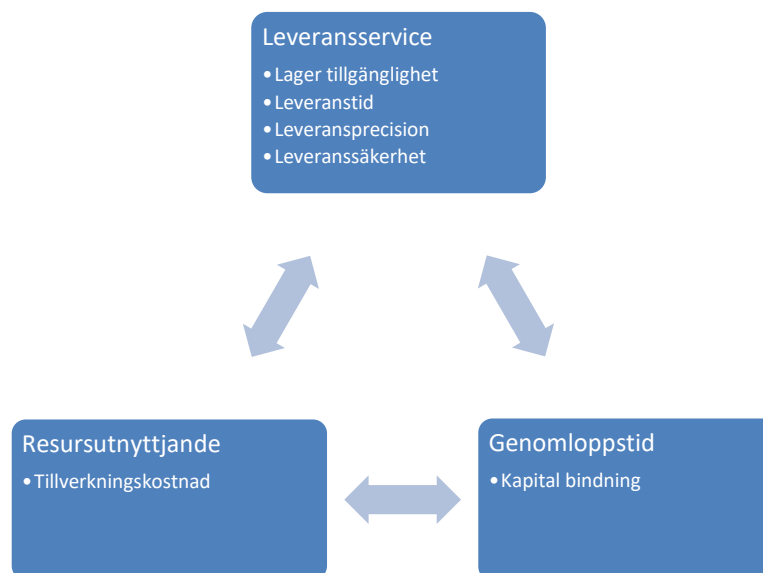 Leveransservice
•Lager tillgänglighet
•Leveranstid
•Leveransprecision
•Leveranssäkerhet
Resursutnyttjande
•Tillverkningskostnad
Genomloppstid
•Kapital bindning